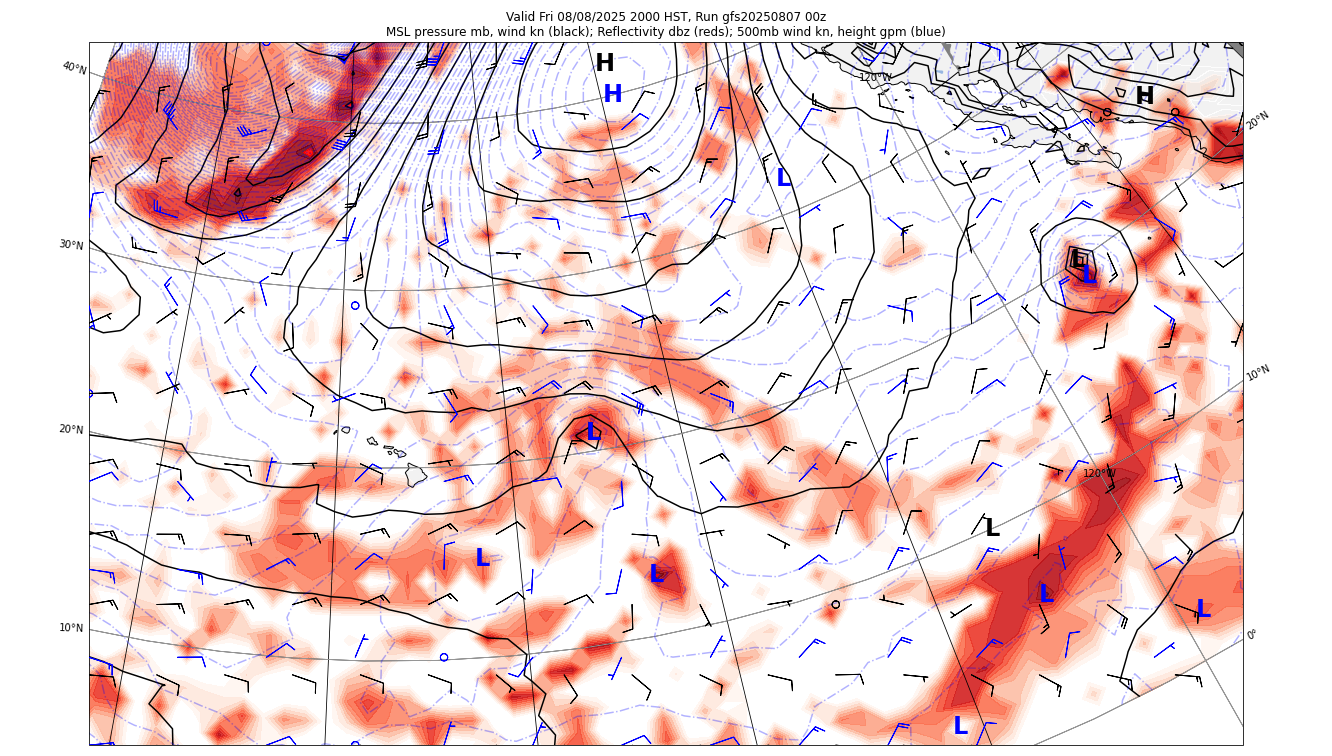 Valid Fri 08/08/2025 2000 HST, Run gfs20250807 00z
MSL pressure mb, wind kn (black); Reflectivity dbz (reds); 500mb wind kn, height gpm (blue)
40°N
H
H
120°W
H
20°N
L
30°N
L
L
10°N
20°N
L
120°W
L
L
L
L
L
10°N
L
0°
L